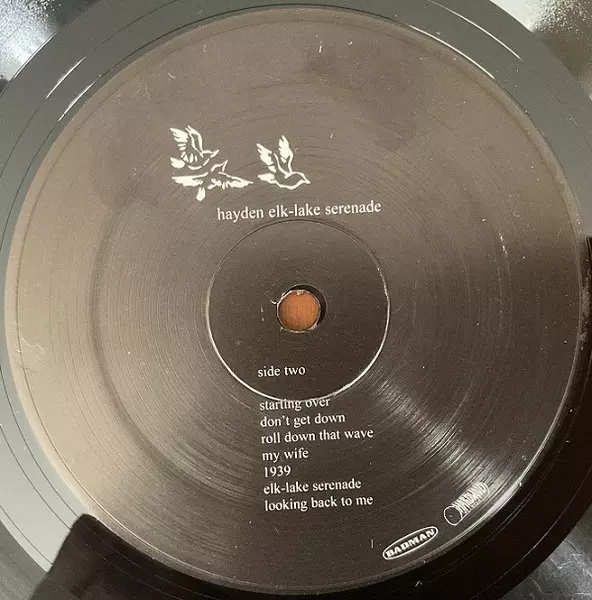 hayden elk-lake serenade
side two
starting over
don't get down
roll down that wave
my wife
1939
elk-lake serenade
looking back to me
BADMAN